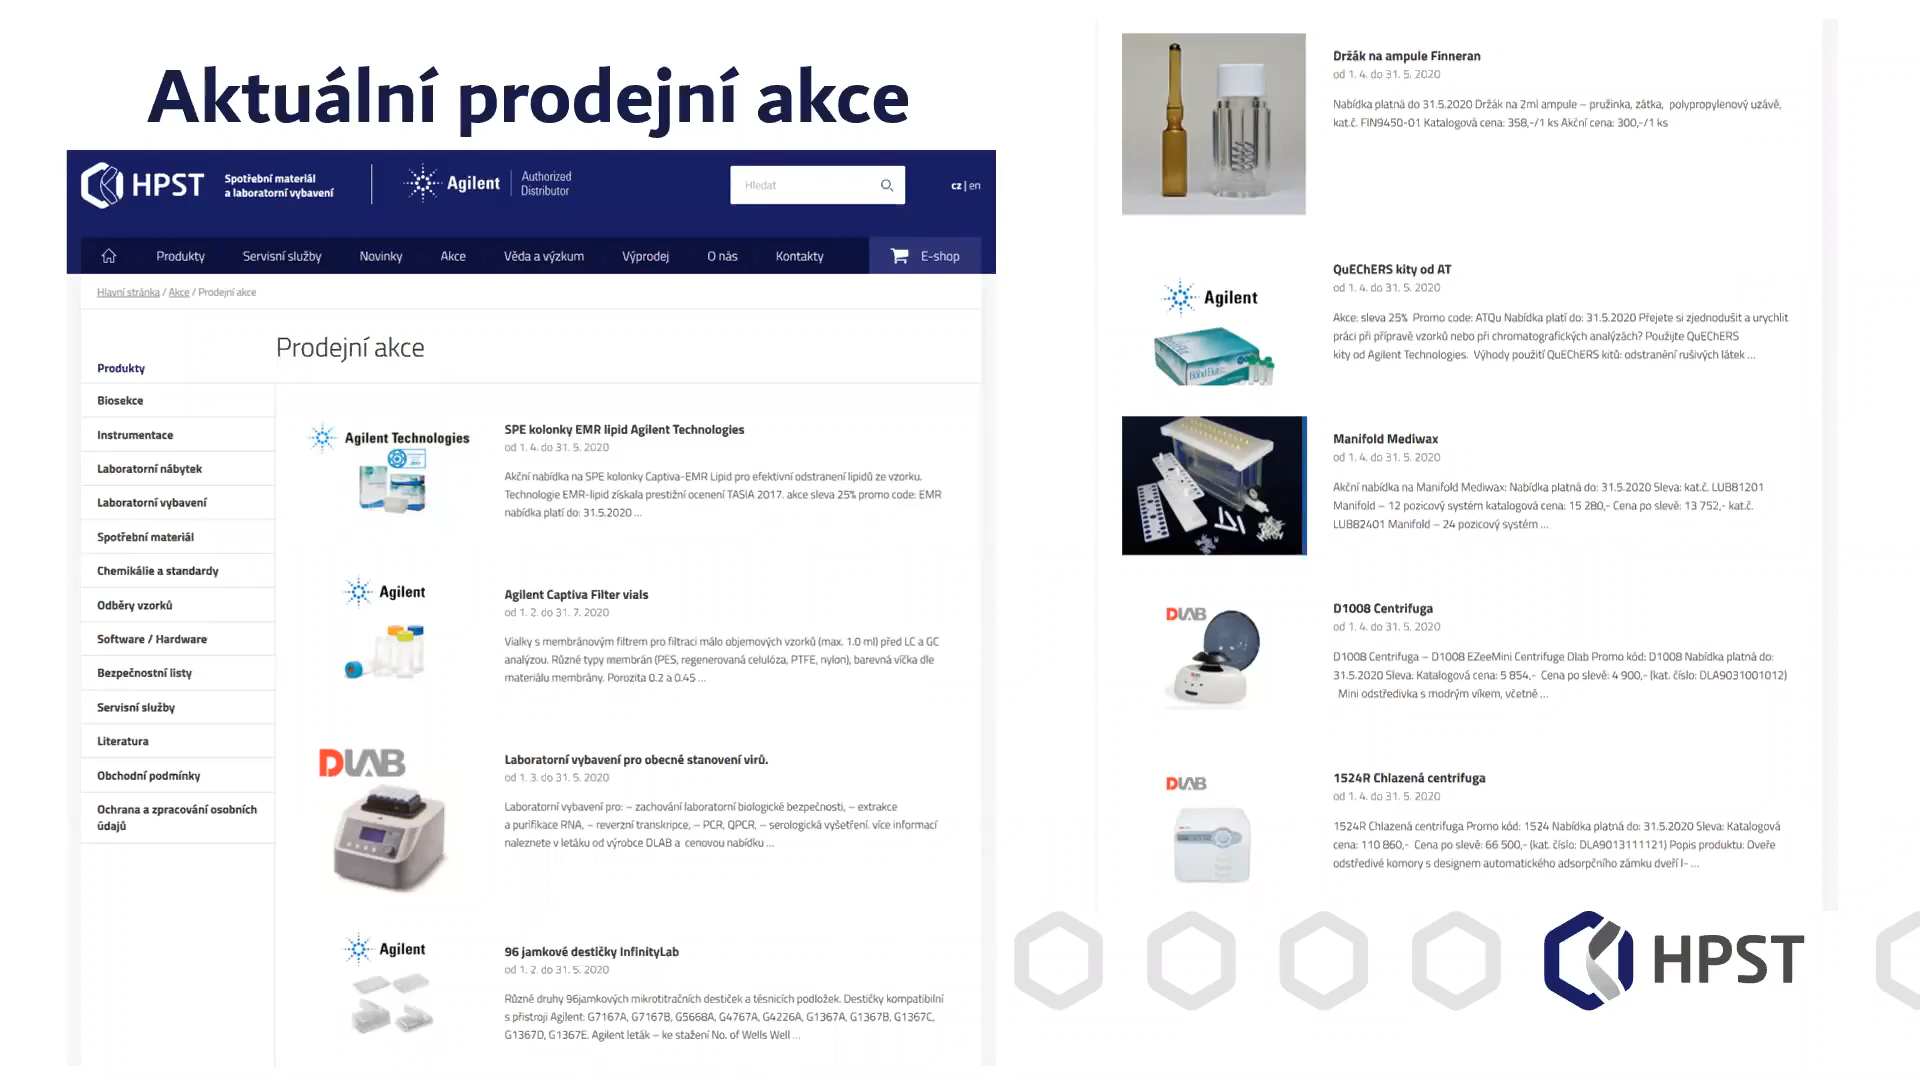 Aktuální prodejní akce
HPST
Spotřební materiál
a laboratorní vybavení
Agilent
Authorized
Distributor
Hledat
cz | en
Produkty
Servisní služby
Novinky
Akce
Věda a výzkum
Výprodej
O nás
Kontakty
E-shop
Hlavní stránka / Akce / Prodejní akce
Prodejní akce
Produkty
Biosekce
Instrumentace
Laboratorní nábytek
Laboratorní vybavení
Spotřební materiál
Chemikálie a standardy
Odběry vzorků
Software / Hardware
Bezpečnostní listy
Servisní služby
Literatura
Obchodní podmínky
Ochrana a zpracování osobních
údajů
Agilent Technologies
SPE kolonky EMR lipid Agilent Technologies
od 1. 4. do 31. 5. 2020
Akční nabídka na SPE kolonky Captiva-EMR Lipid pro efektivní odstranení lipidů ze vzorku.
Technologie EMR-lipid získala prestižní ocenení TASIA 2017. akce sleva 25% promo code: EMR
nabídka platí do: 31.5.2020 ...
Agilent
Agilent Captiva Filter vials
od 1. 2. do 31. 7. 2020
Vialky s membránovým filtrem pro filtraci málo objemových vzorků (max. 1.0 ml) před LC a GC
analýzou. Různé typy membrán (PES, regenerovaná celulóza, PTFE, nylon), barevná víčka dle
materiálu membrány. Porozita 0.2 a 0.45 ...
DLAB
Laboratorní vybavení pro obecné stanovení virů.
od 1. 3. do 31. 5. 2020
Laboratorní vybavení pro: – zachování laboratorní biologické bezpečnosti, – extrakce
a purifikace RNA, – reverzní transkripce, – PCR, QPCR, – serologická vyšetření. více informací
naleznete v letáku od výrobce DLAB a cenovou nabídku ...
Agilent
96 jamkové destičky InfinityLab
od 1. 2. do 31. 5. 2020
Různé druhy 96jamkových mikrotitračních destiček a těsnicích podložek. Destičky kompatibilní
s přístroji Agilent: G7167A, G7167B, G5668A, G4767A, G4226A, G1367A, G1367B, G1367C,
G1367D, G1367E. Agilent leták – ke stažení No. of Wells Well ...
Držák na ampule Finneran
od 1. 4. do 31. 5. 2020
Nabídka platná do 31.5.2020 Držák na 2ml ampule – pružinka, zátka, polypropylenový uzávě,
kat.č. FIN9450-01 Katalogová cena: 358,-/1 ks Akční cena: 300,-/1 ks
Agilent
Bond Elut
QuEChERS kity od AT
od 1. 4. do 31. 5. 2020
Akce: sleva 25% Promo code: ATQu Nabídka platí do: 31.5.2020 Přejete si zjednodušit a urychlit
práci při přípravě vzorků nebo při chromatografických analýzách? Použijte QuEChERS
kity od Agilent Technologies. Výhody použití QuEChERS kitů: odstranění rušivých látek ...
Manifold Mediwax
od 1. 4. do 31. 5. 2020
Akční nabídka na Manifold Mediwax: Nabídka platná do: 31.5.2020 Sleva: kat.č. LUB81201
Manifold – 12 pozicový systém katalogová cena: 15 280,- Cena po slevě: 13 752,- kat.č.
LUB82401 Manifold – 24 pozicový systém ...
DLAB
D1008 Centrifuga
od 1. 4. do 31. 5. 2020
D1008 Centrifuga – D1008 EZeeMini Centrifuge Dlab Promo kód: D1008 Nabídka platná do:
31.5.2020 Sleva: Katalogová cena: 5 854,- Cena po slevě: 4 900,- (kat. číslo: DLA9031001012)
Mini odstředivka s modrým víkem, včetně ...
DLAB
1524R Chlazená centrifuga
od 1. 4. do 31. 5. 2020
1524R Chlazená centrifuga Promo kód: 1524 Nabídka platná do: 31.5.2020 Sleva: Katalogová
cena: 110 860,- Cena po slevě: 66 500,- (kat. číslo: DLA9013111121) Popis produktu: Dveře
odstředivé komory s designem automatického adsorpčního zámku dveří I- ...
HPST